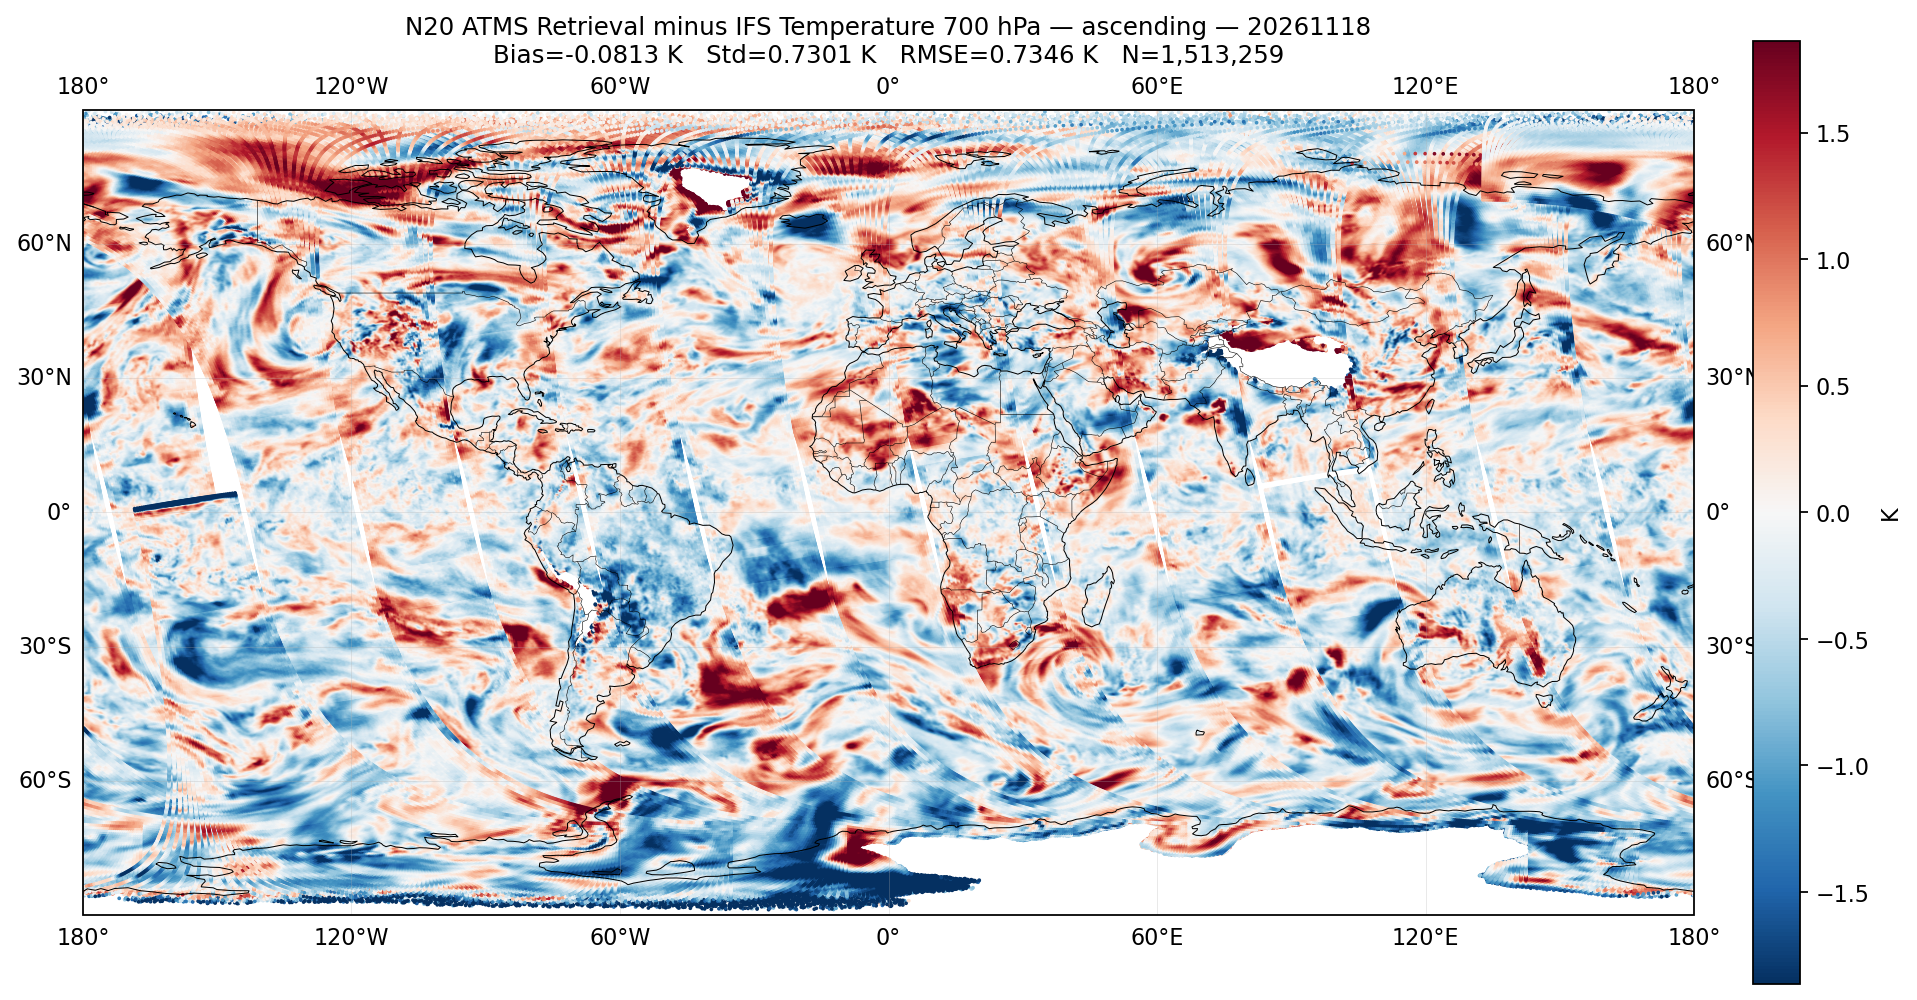 N20 ATMS Retrieval minus IFS Temperature 700 hPa — ascending — 20261118
Bias=-0.0813 K   Std=0.7301 K   RMSE=0.7346 K   N=1,513,259
180° 120°W 60°W 0° 60°E 120°E 180°
60°N 60°N
30°N 30°N
0° 0°
30°S 30°S
60°S 60°S
180° 120°W 60°W 0° 60°E 120°E 180°
1.5
1.0
0.5
0.0
−0.5
−1.0
−1.5
K